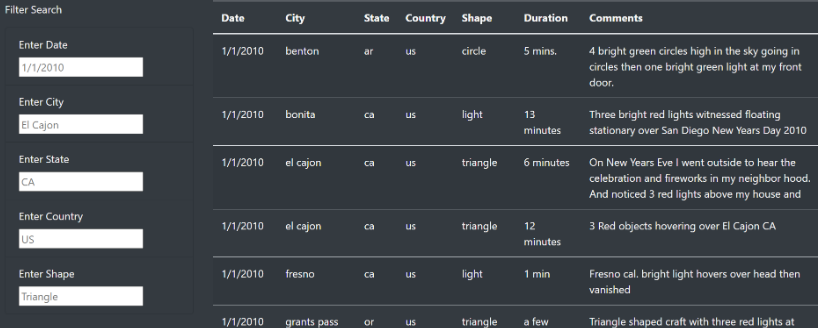 Filter Search
Enter Date
1/1/2010
Enter City
El Cajon
Enter State
CA
Enter Country
US
Enter Shape
Triangle
Date City State Country Shape Duration Comments
1/1/2010 benton ar us circle 5 mins. 4 bright green circles high in the sky going in
circles then one bright green light at my front
door.
1/1/2010 bonita ca us light 13 Three bright red lights witnessed floating
minutes stationary over San Diego New Years Day 2010
1/1/2010 el cajon ca us triangle 6 minutes On New Years Eve I went outside to hear the
celebration and fireworks in my neighbor hood.
And noticed 3 red lights above my house and
1/1/2010 el cajon ca us triangle 12 3 Red objects hovering over El Cajon CA
minutes
1/1/2010 fresno ca us light 1 min Fresno cal. bright light hovers over head then
vanished
1/1/2010 grants pass or us triangle a few Triangle shaped craft with three red lights at